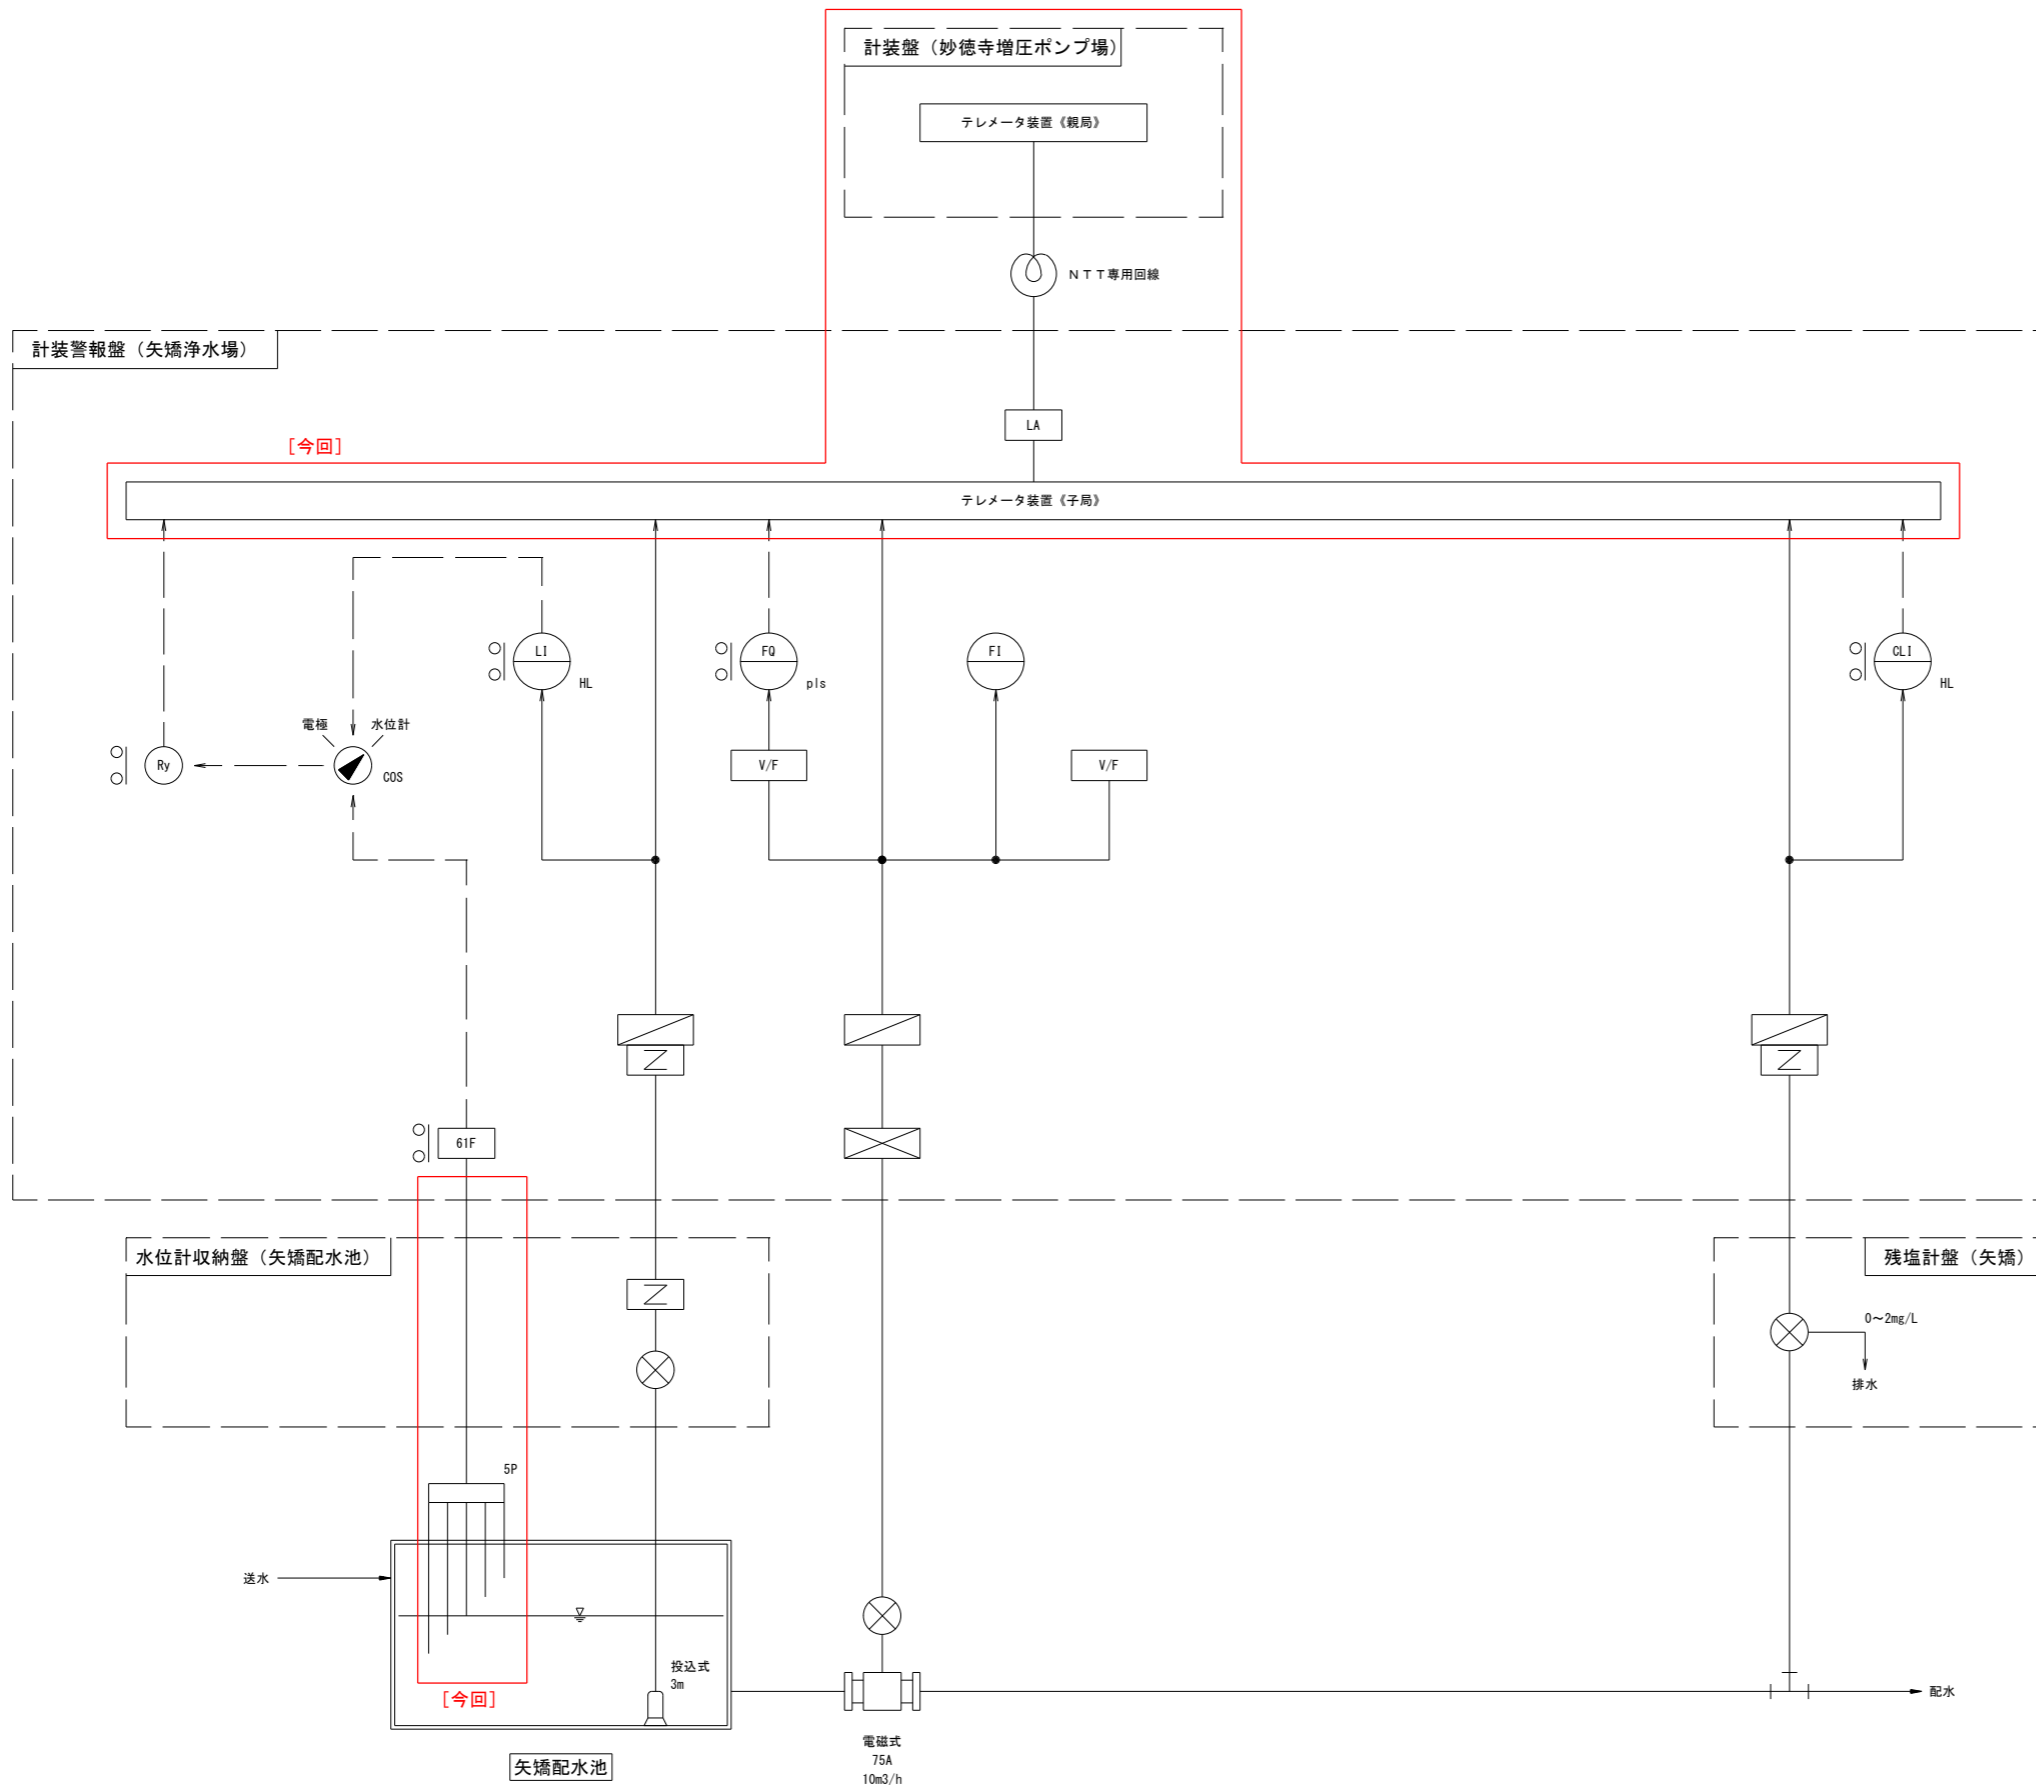 計装盤（妙徳寺増圧ポンプ場）
テレメータ装置《親局》
ＮＴＴ専用回線
計装警報盤（矢矯浄水場）
LA
[今回]
テレメータ装置《子局》
LI
HL
FQ
pls
FI
CLI
HL
電極
水位計
Ry
COS
V/F
V/F
61F
水位計収納盤（矢矯配水池）
残塩計盤（矢矯）
0～2mg/L
排水
5P
送水
投込式
3m
[今回]
配水
矢矯配水池
電磁式
75A
10m3/h